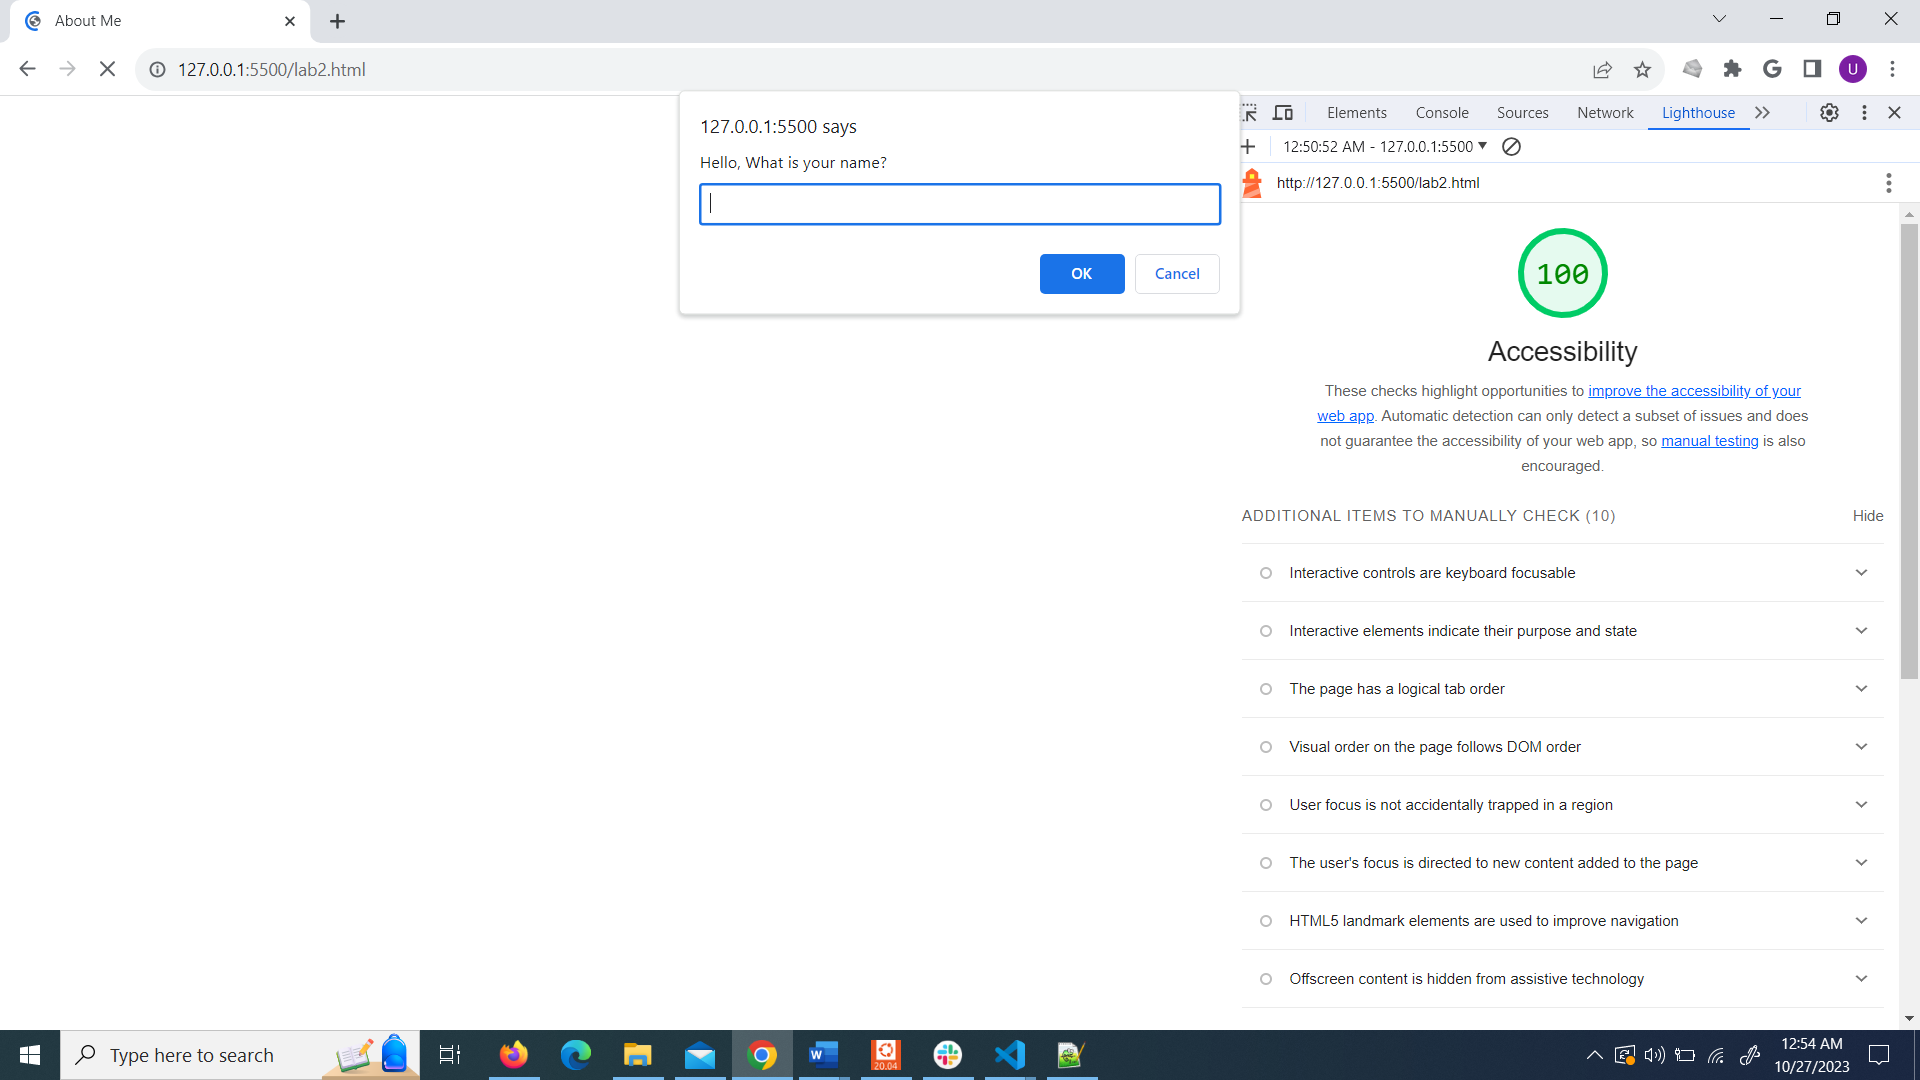 About Me
127.0.0.1:5500/lab2.html
U
127.0.0.1:5500 says
Hello, What is your name?
OK
Cancel
Elements
Console
Sources
Network
Lighthouse
12:50:52 AM - 127.0.0.1:5500
http://127.0.0.1:5500/lab2.html
100
Accessibility
These checks highlight opportunities to improve the accessibility of your
web app. Automatic detection can only detect a subset of issues and does
not guarantee the accessibility of your web app, so manual testing is also
encouraged.
ADDITIONAL ITEMS TO MANUALLY CHECK (10)
Hide
Interactive controls are keyboard focusable
Interactive elements indicate their purpose and state
The page has a logical tab order
Visual order on the page follows DOM order
User focus is not accidentally trapped in a region
The user's focus is directed to new content added to the page
HTML5 landmark elements are used to improve navigation
Offscreen content is hidden from assistive technology
Type here to search
20.04
12:54 AM
10/27/2023